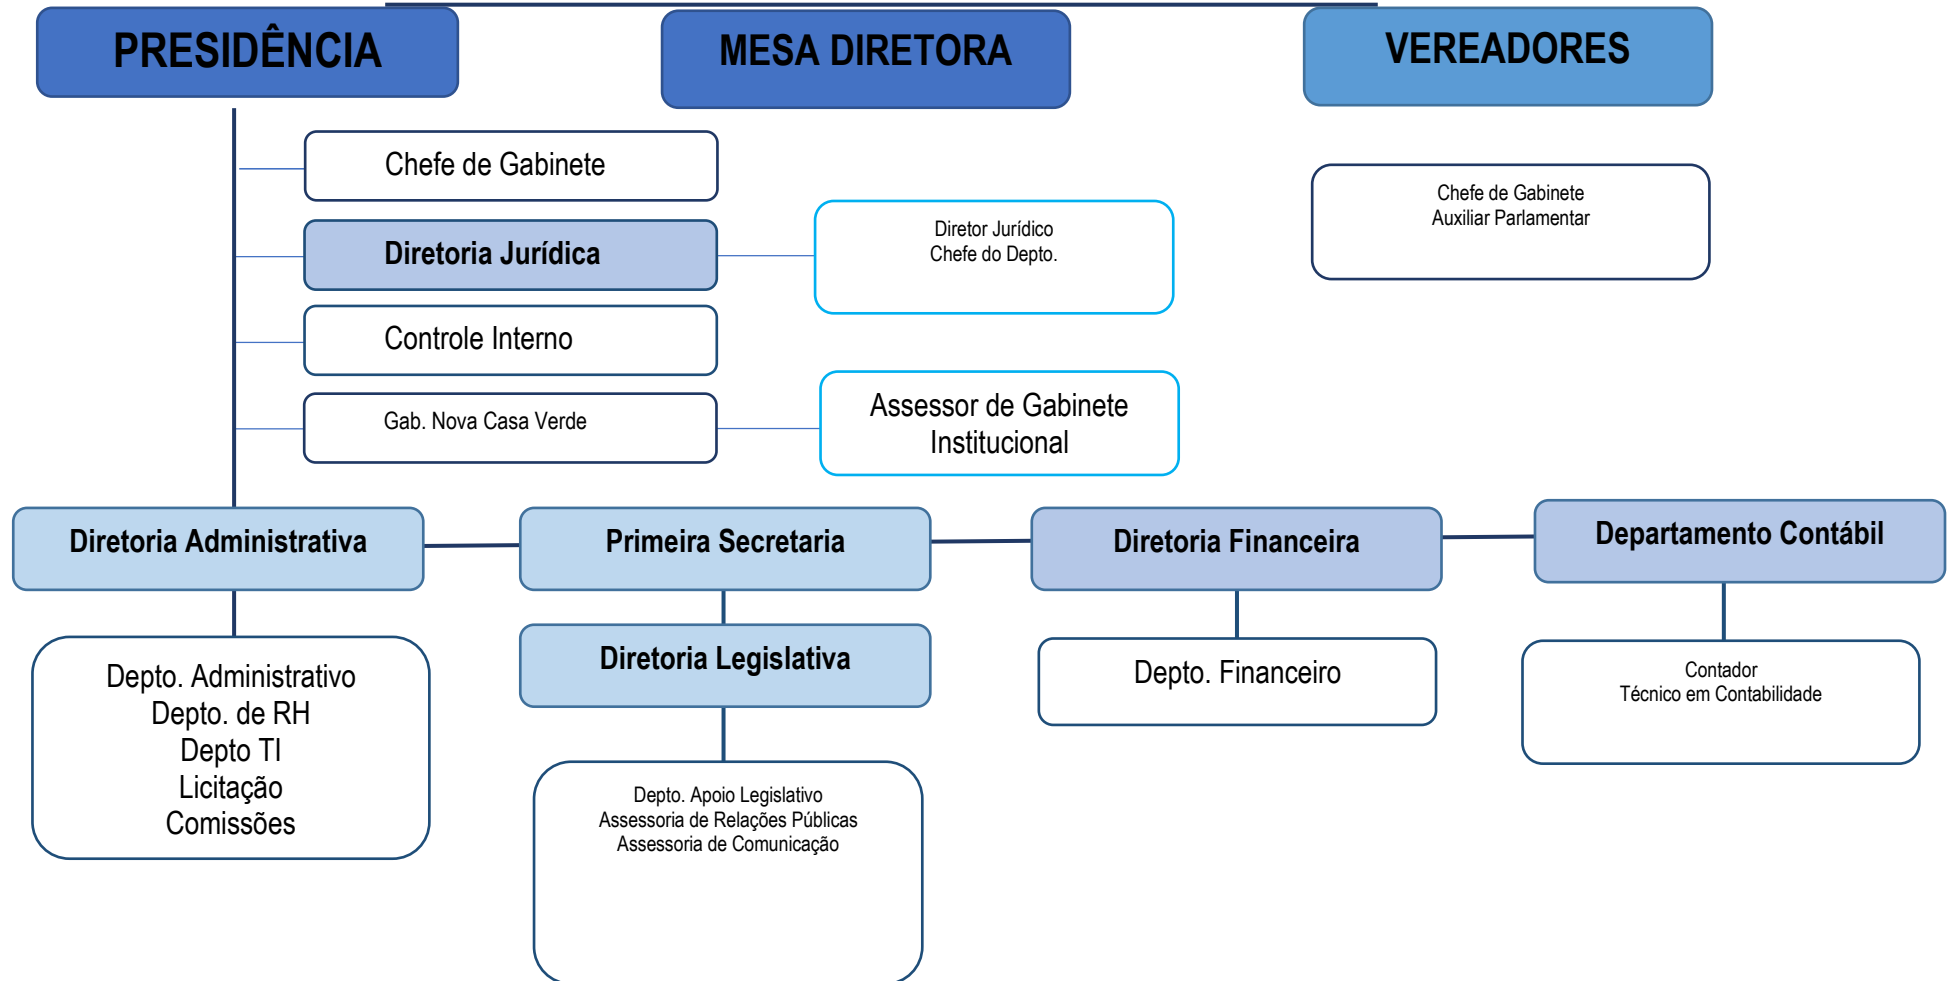 PRESIDÊNCIA
MESA DIRETORA
VEREADORES
Chefe de Gabinete
Chefe de Gabinete
Auxiliar Parlamentar
Diretoria Jurídica
Diretor Jurídico
Chefe do Depto.
Controle Interno
Gab. Nova Casa Verde
Assessor de Gabinete
Institucional
Diretoria Administrativa
Primeira Secretaria
Diretoria Financeira
Departamento Contábil
Depto. Administrativo
Depto. de RH
Depto TI
Licitação
Comissões
Diretoria Legislativa
Depto. Apoio Legislativo
Assessoria de Relações Públicas
Assessoria de Comunicação
Depto. Financeiro
Contador
Técnico em Contabilidade